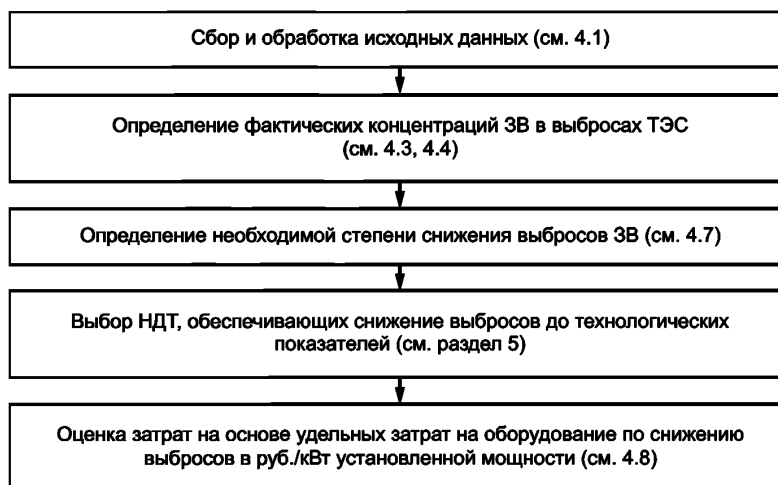 Сбор и обработка исходных данных (см. 4.1)
Определение фактических концентраций ЗВ в выбросах ТЭС
(см. 4.3, 4.4)
Определение необходимой степени снижения выбросов ЗВ (см. 4.7)
Выбор НДТ, обеспечивающих снижение выбросов до технологических
показателей (см. раздел 5)
Оценка затрат на основе удельных затрат на оборудование по снижению
выбросов в руб./кВт установленной мощности (см. 4.8)